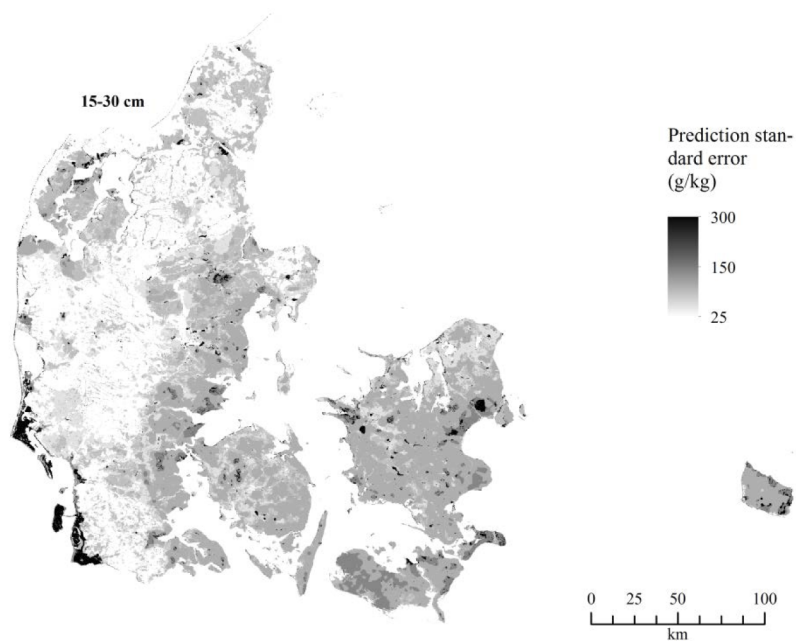 15-30 cm
Prediction stan-
dard error
(g/kg)
300
150
25
0 25 50 100
km